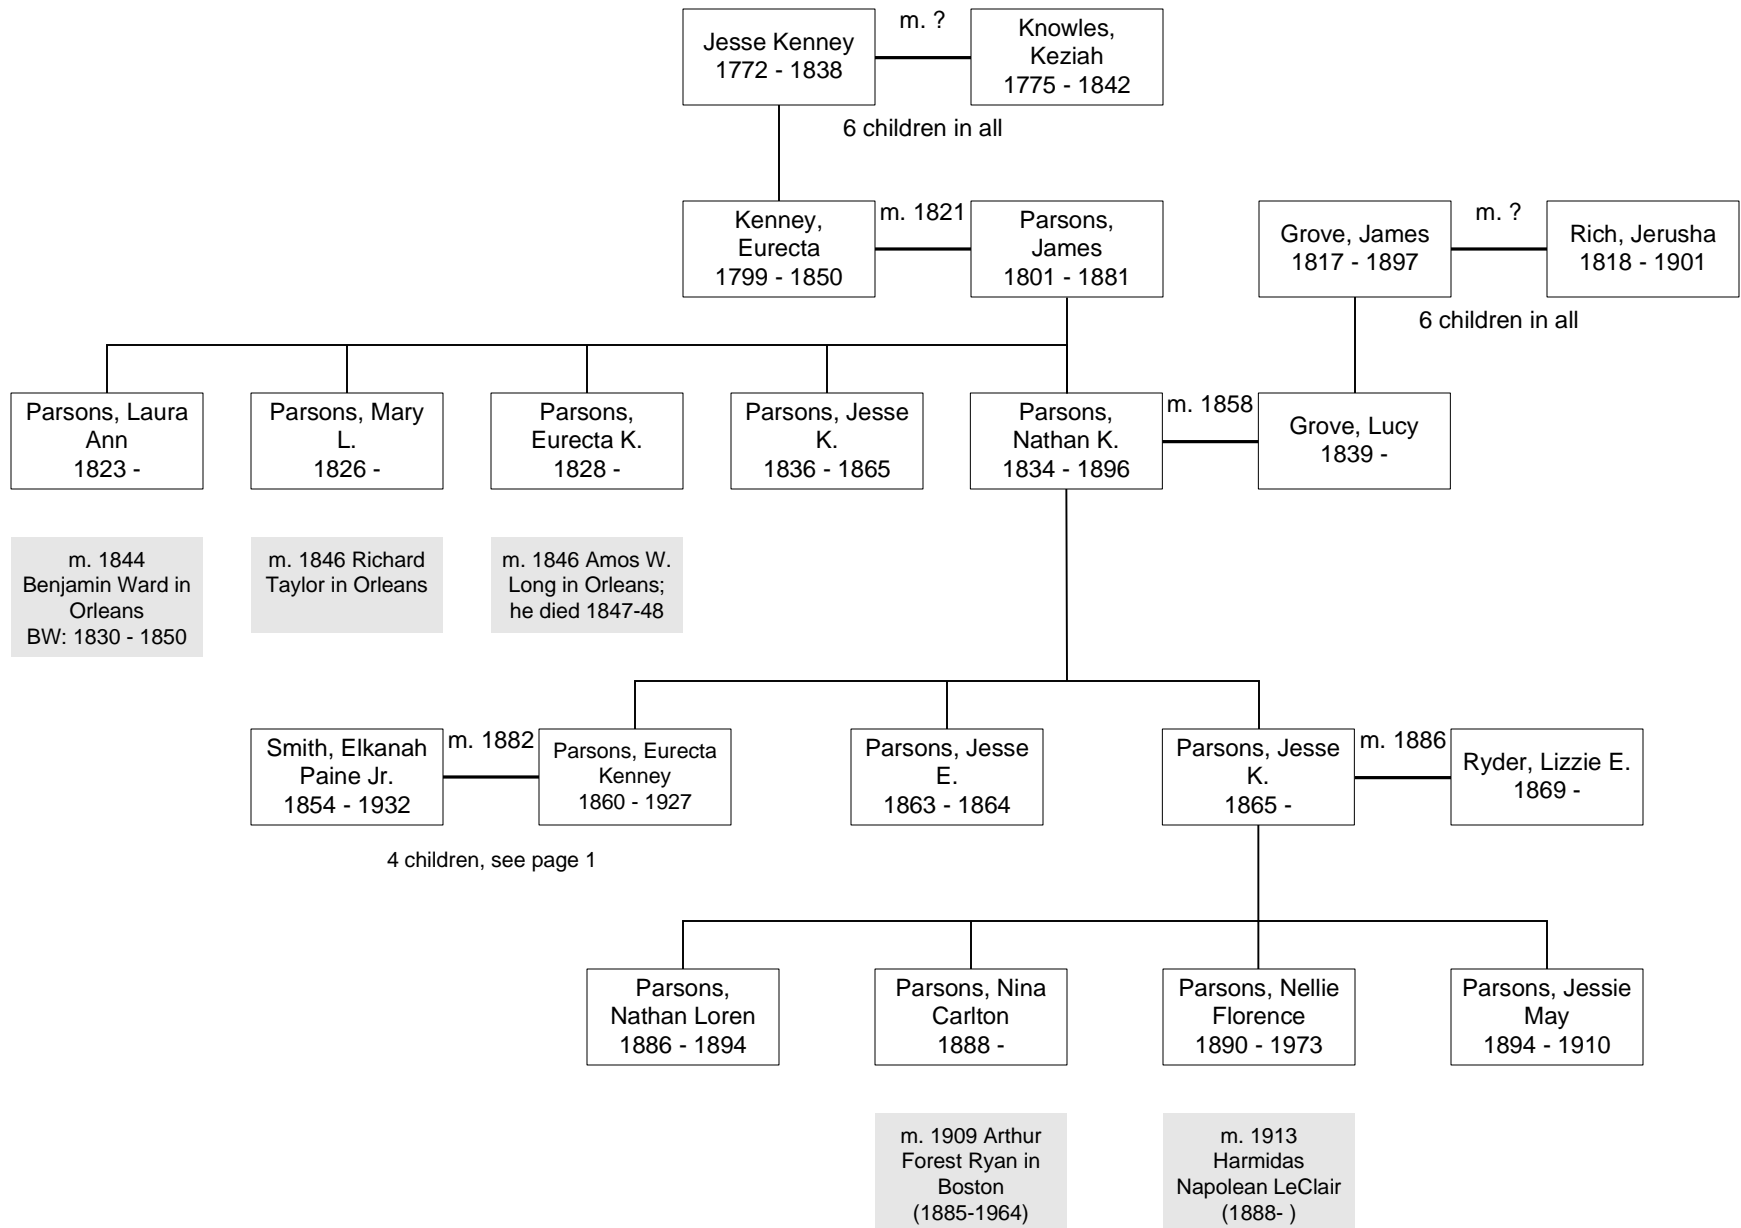 m. ?
Jesse Kenney
1772 - 1838
Knowles,
Keziah
1775 - 1842
6 children in all
Kenney,
Eurecta
1799 - 1850
m. 1821
Parsons,
James
1801 - 1881
Grove, James
1817 - 1897
m. ?
Rich, Jerusha
1818 - 1901
6 children in all
Parsons, Laura
Ann
1823 -
Parsons, Mary
L.
1826 -
Parsons,
Eurecta K.
1828 -
Parsons, Jesse
K.
1836 - 1865
Parsons,
Nathan K.
1834 - 1896
m. 1858
Grove, Lucy
1839 -
m. 1844
Benjamin Ward in
Orleans
BW: 1830 - 1850
m. 1846 Richard
Taylor in Orleans
m. 1846 Amos W.
Long in Orleans;
he died 1847-48
Smith, Elkanah
Paine Jr.
1854 - 1932
m. 1882
Parsons, Eurecta
Kenney
1860 - 1927
Parsons, Jesse
E.
1863 - 1864
Parsons, Jesse
K.
1865 -
m. 1886
Ryder, Lizzie E.
1869 -
4 children, see page 1
Parsons,
Nathan Loren
1886 - 1894
Parsons, Nina
Carlton
1888 -
Parsons, Nellie
Florence
1890 - 1973
Parsons, Jessie
May
1894 - 1910
m. 1909 Arthur
Forest Ryan in
Boston
(1885-1964)
m. 1913
Harmidas
Napolean LeClair
(1888- )